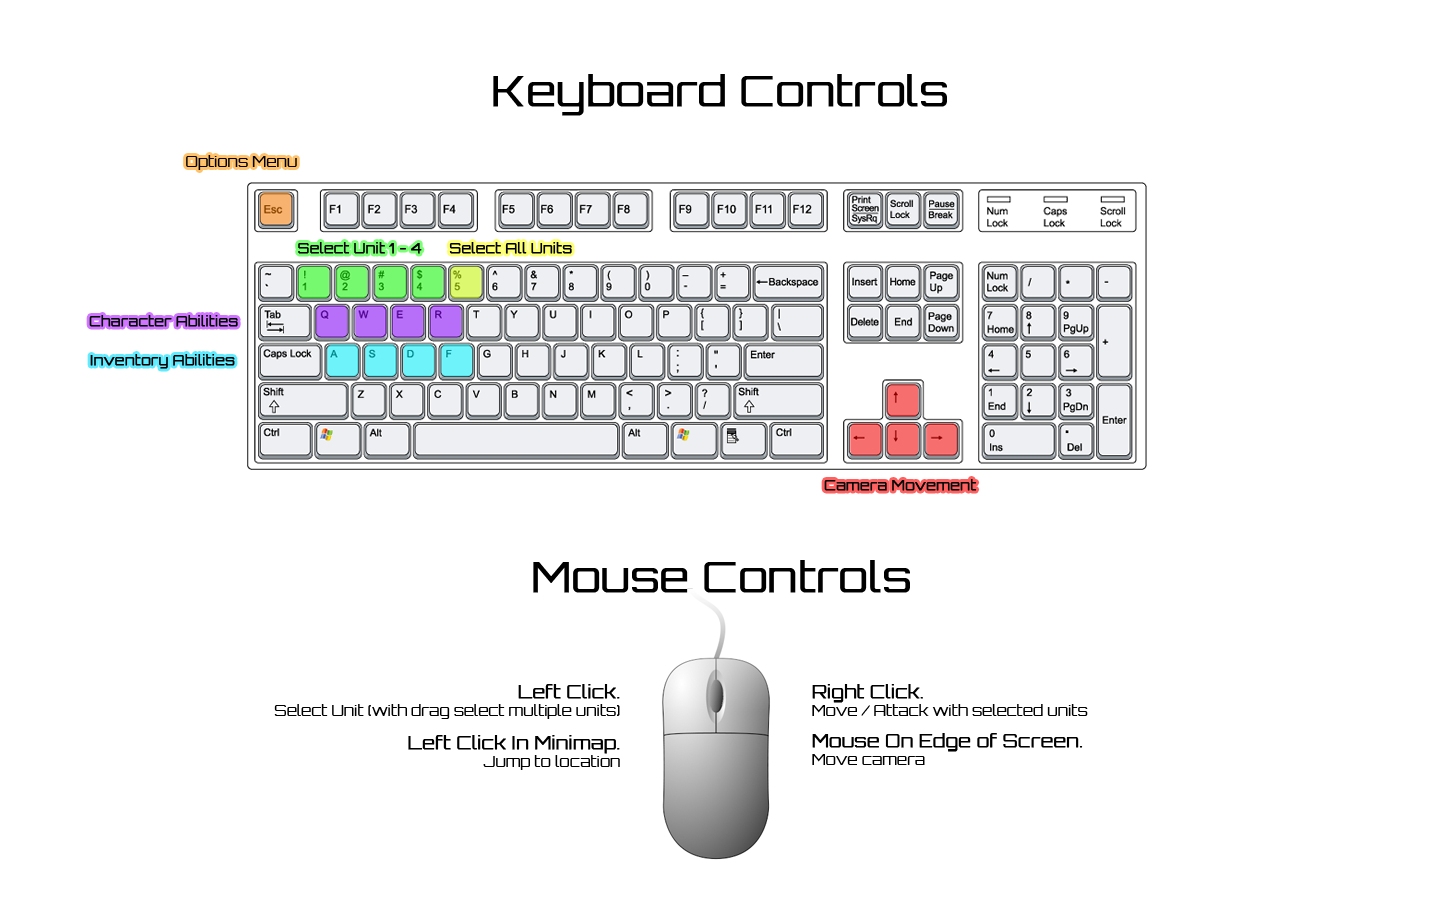 Keyboard Controls
Options Menu
Esc F1 F2 F3 F4 F5 F6 F7 F8 F9 F10 F11 F12 Print Screen SysRq Scroll Lock Pause Break Num Lock Caps Lock Scroll Lock
Select Unit 1 - 4 Select All Units
~ ` ! 1 @ 2 # 3 $ 4 % 5 ^ 6 & 7 * 8 ( 9 ) 0 _ - + = ←Backspace Insert Home Page Up Num Lock / * -
Character Abilities Tab Q W E R T Y U I O P { [ } ] | \ Delete End Page Down 7 Home 8 ↑ 9 PgUp +
Inventory Abilities Caps Lock A S D F G H J K L : ; " ' Enter 4 ← 5 6 →
Shift Z X C V B N M < , > . ? / Shift ↑ 1 End 2 ↓ 3 PgDn Enter
Ctrl Alt Alt Ctrl ← ↓ → 0 Ins • Del
Camera Movement
Mouse Controls
Left Click.
Select Unit (with drag select multiple units)
Left Click In Minimap.
Jump to location
Right Click.
Move / Attack with selected units
Mouse On Edge of Screen.
Move camera